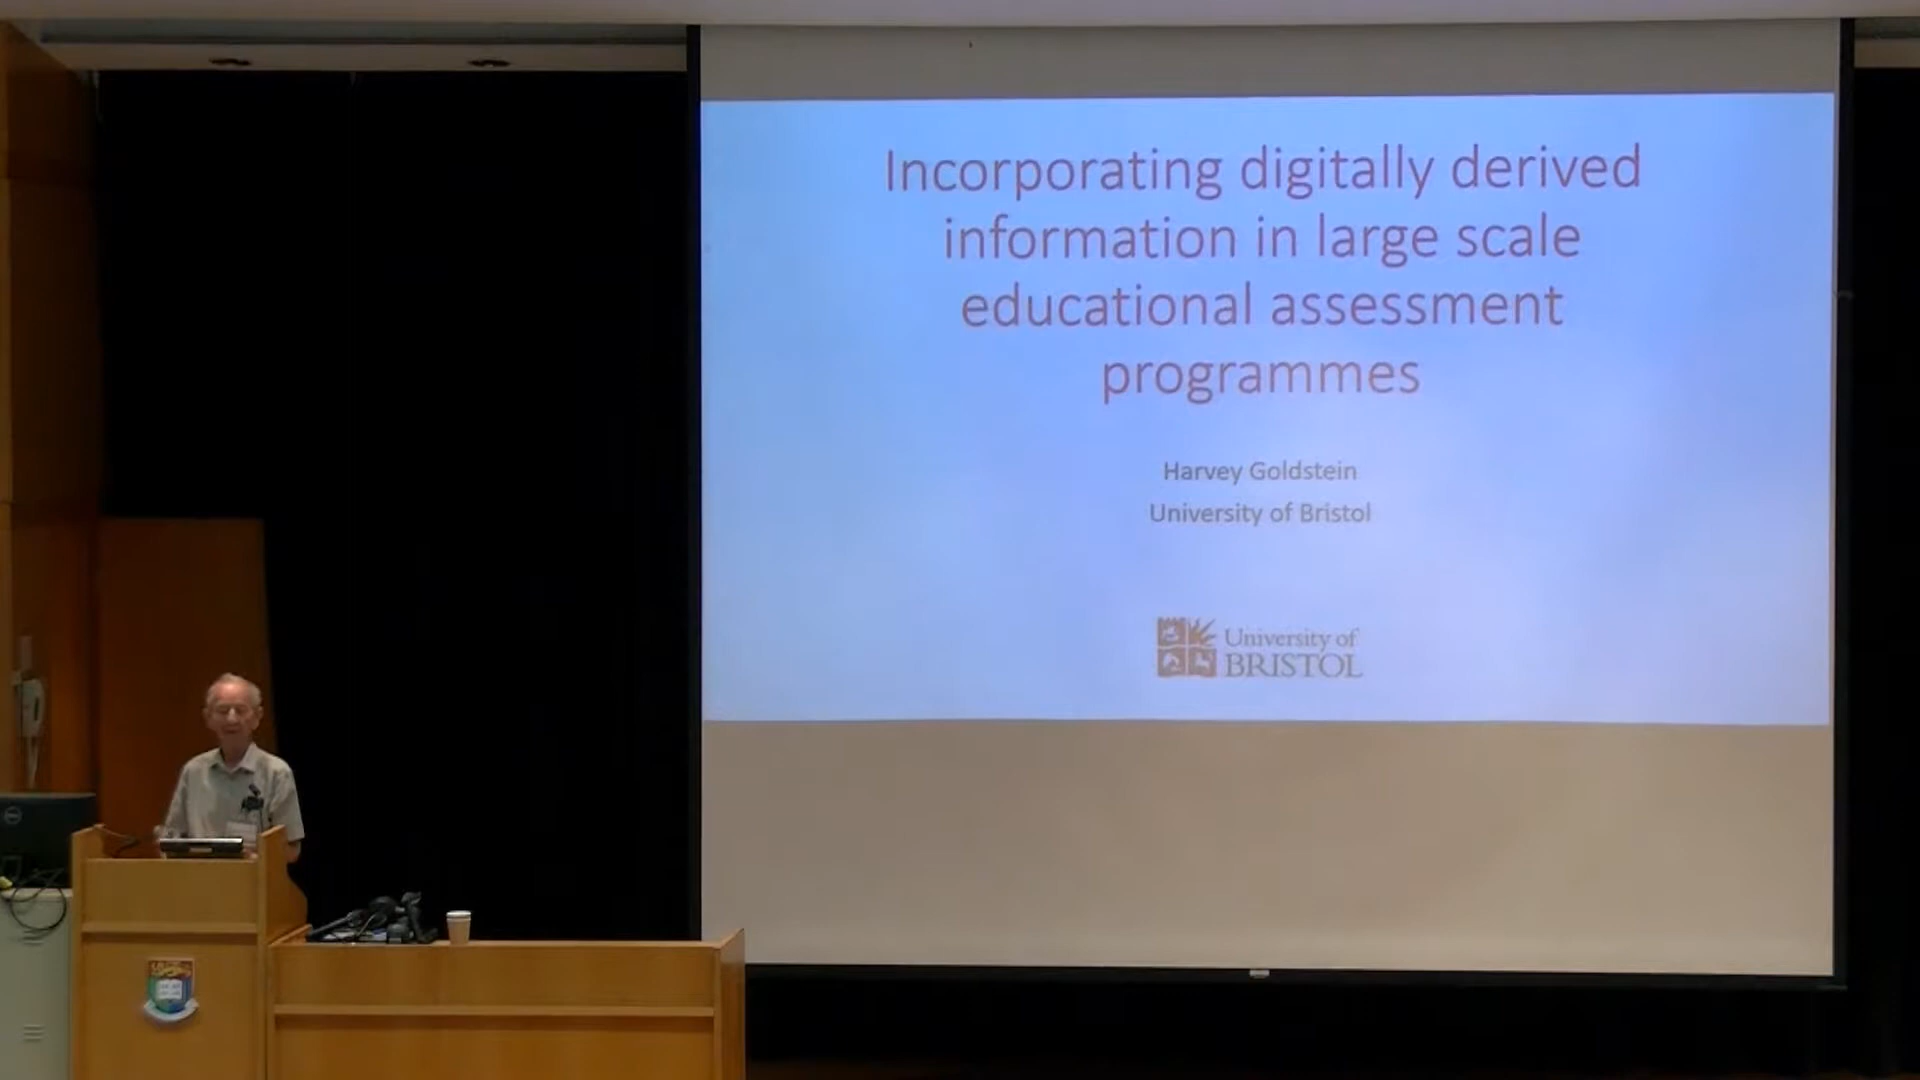 Incorporating digitally derived
information in large scale
educational assessment
programmes
Harvey Goldstein
University of Bristol
University of
BRISTOL